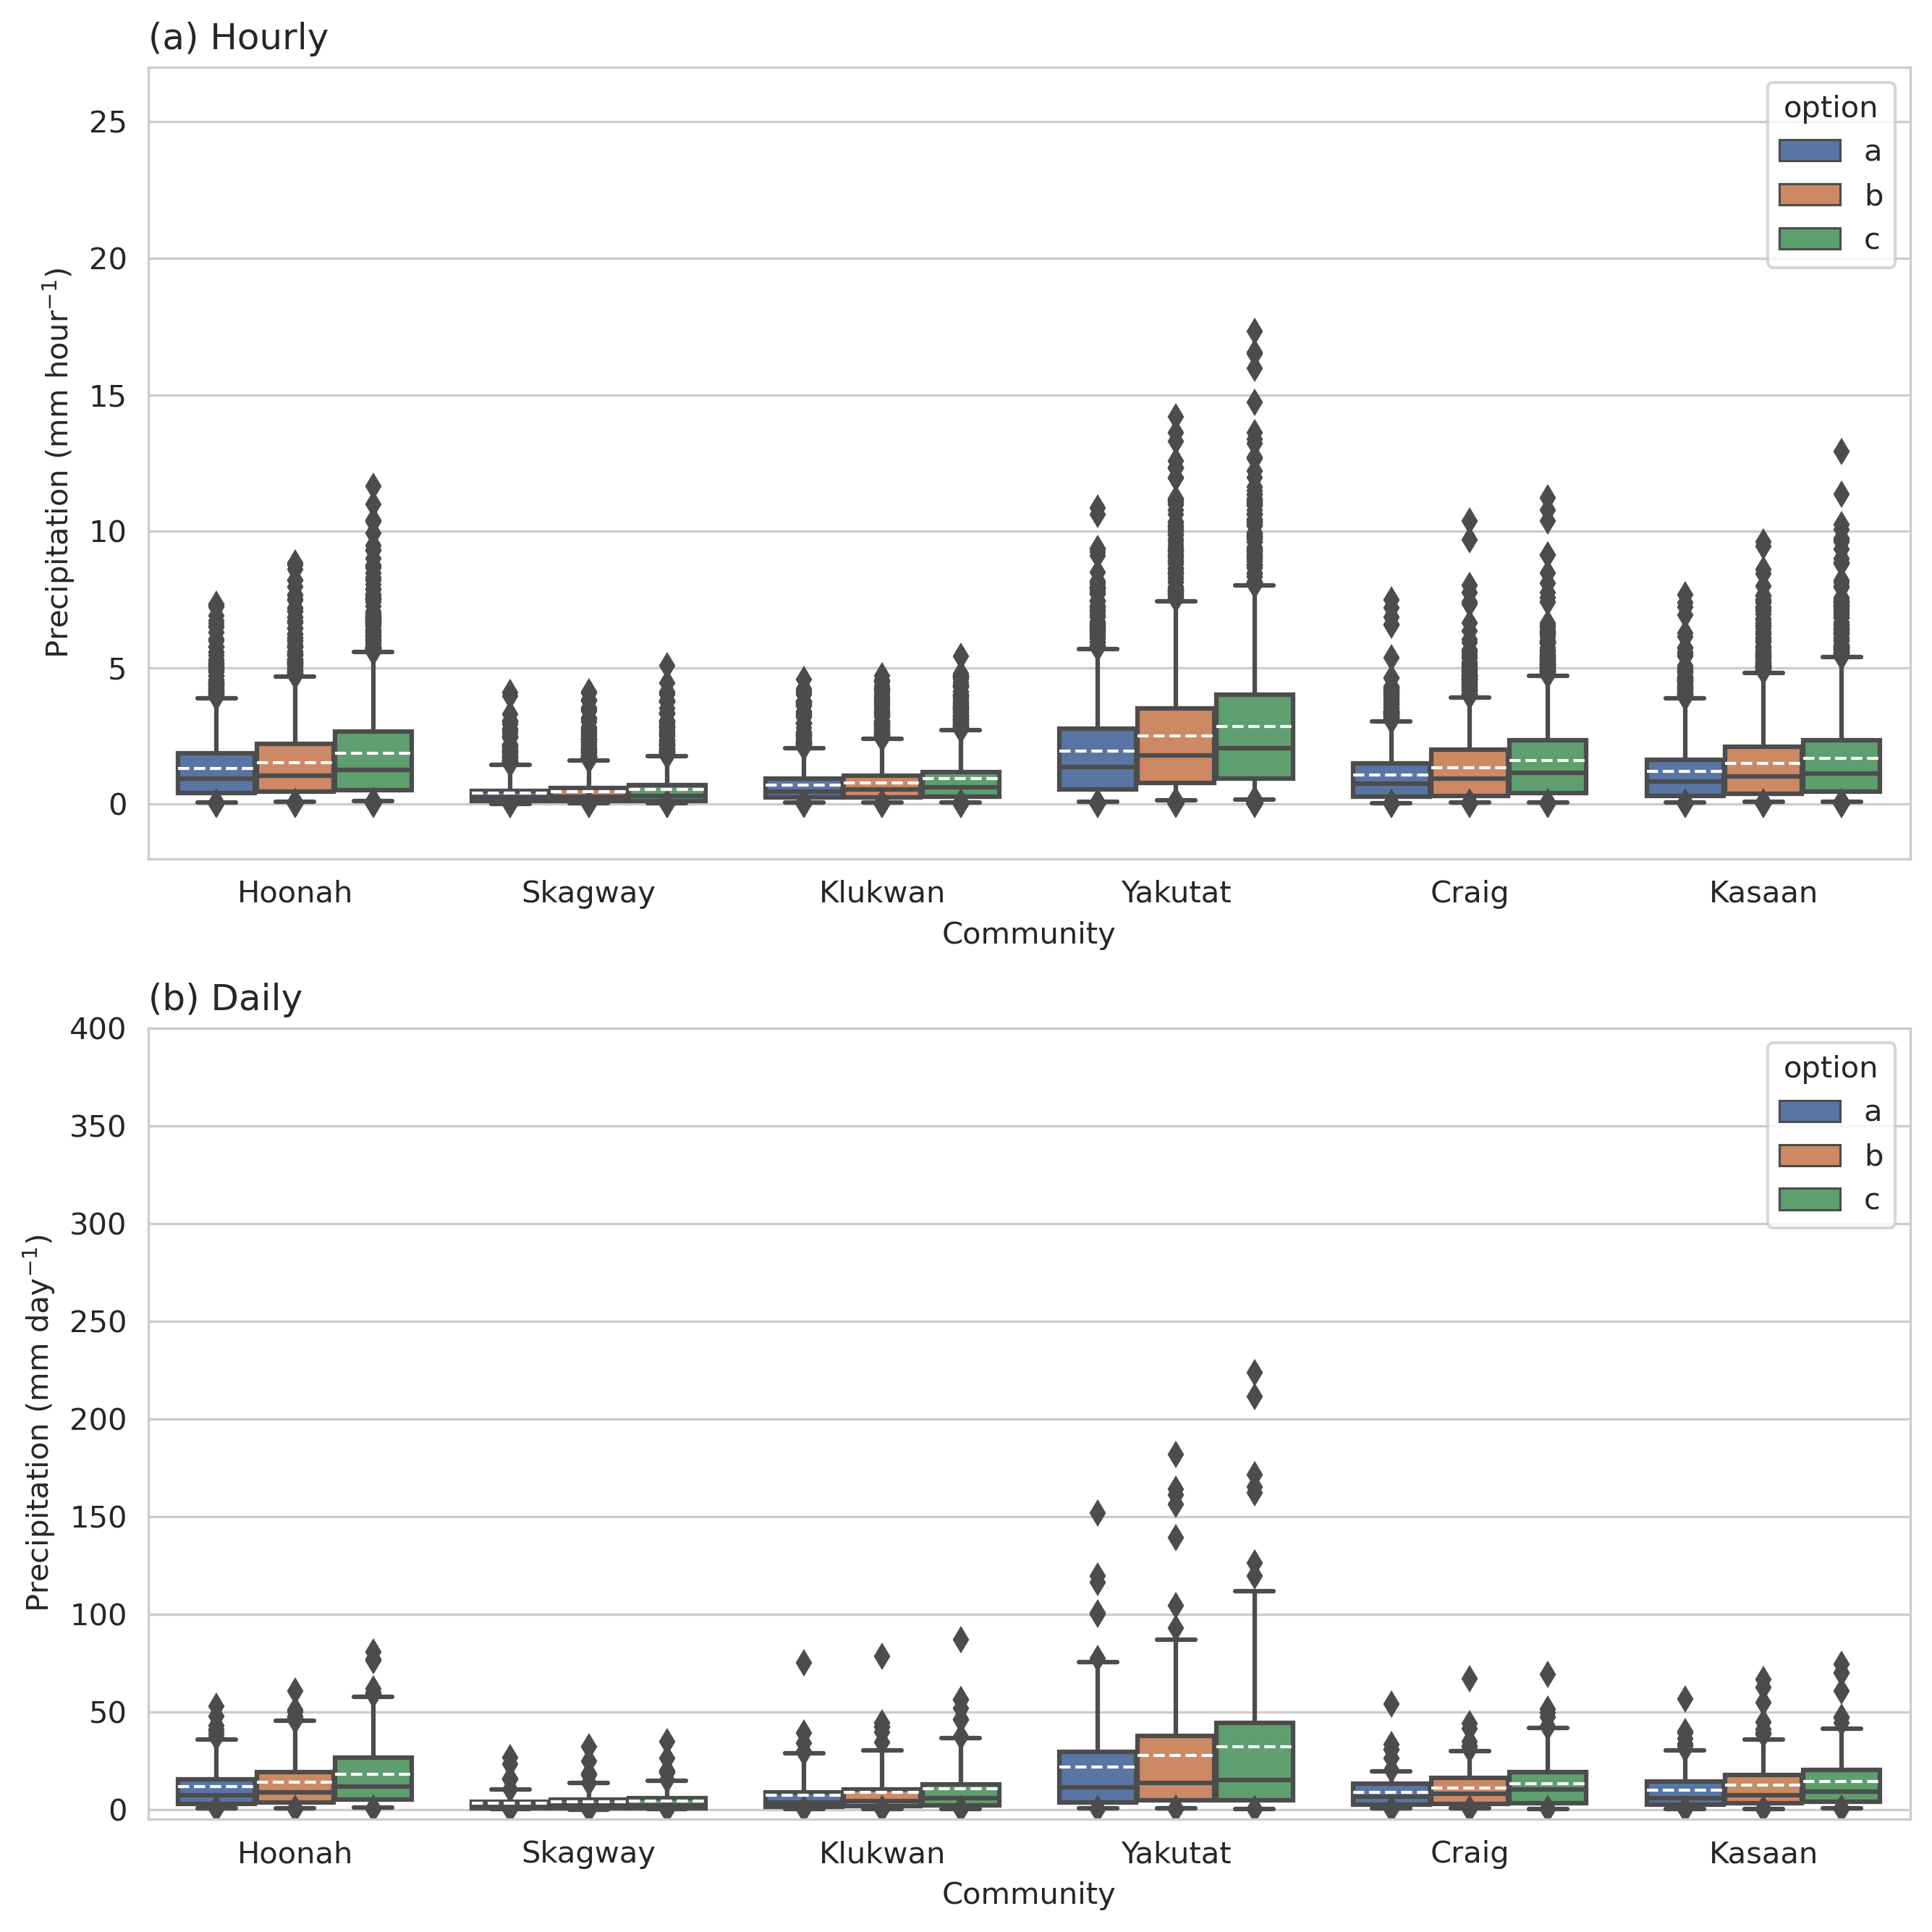 (a) Hourly
25
20
15
10
5
0
Precipitation (mm hour⁻¹)
option
a
b
c
Hoonah Skagway Klukwan Yakutat Craig Kasaan
Community
(b) Daily
400
350
300
250
200
150
100
50
0
Precipitation (mm day⁻¹)
option
a
b
c
Hoonah Skagway Klukwan Yakutat Craig Kasaan
Community